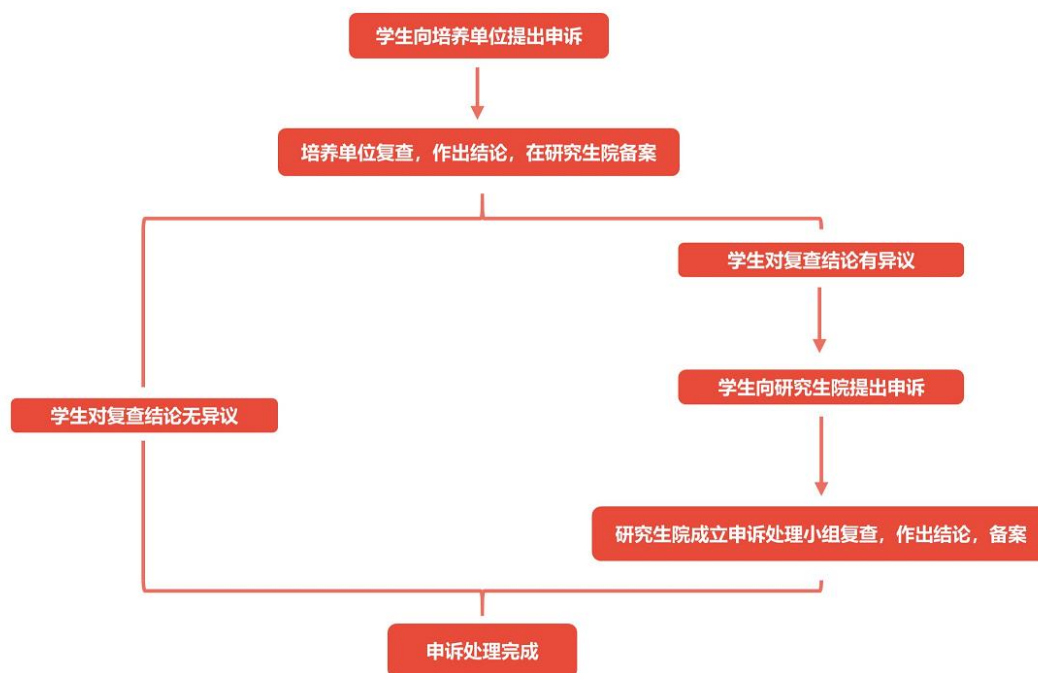 学生向培养单位提出申诉
培养单位复查，作出结论，在研究生院备案
学生对复查结论有异议
学生向研究生院提出申诉
学生对复查结论无异议
研究生院成立申诉处理小组复查，作出结论，备案
申诉处理完成